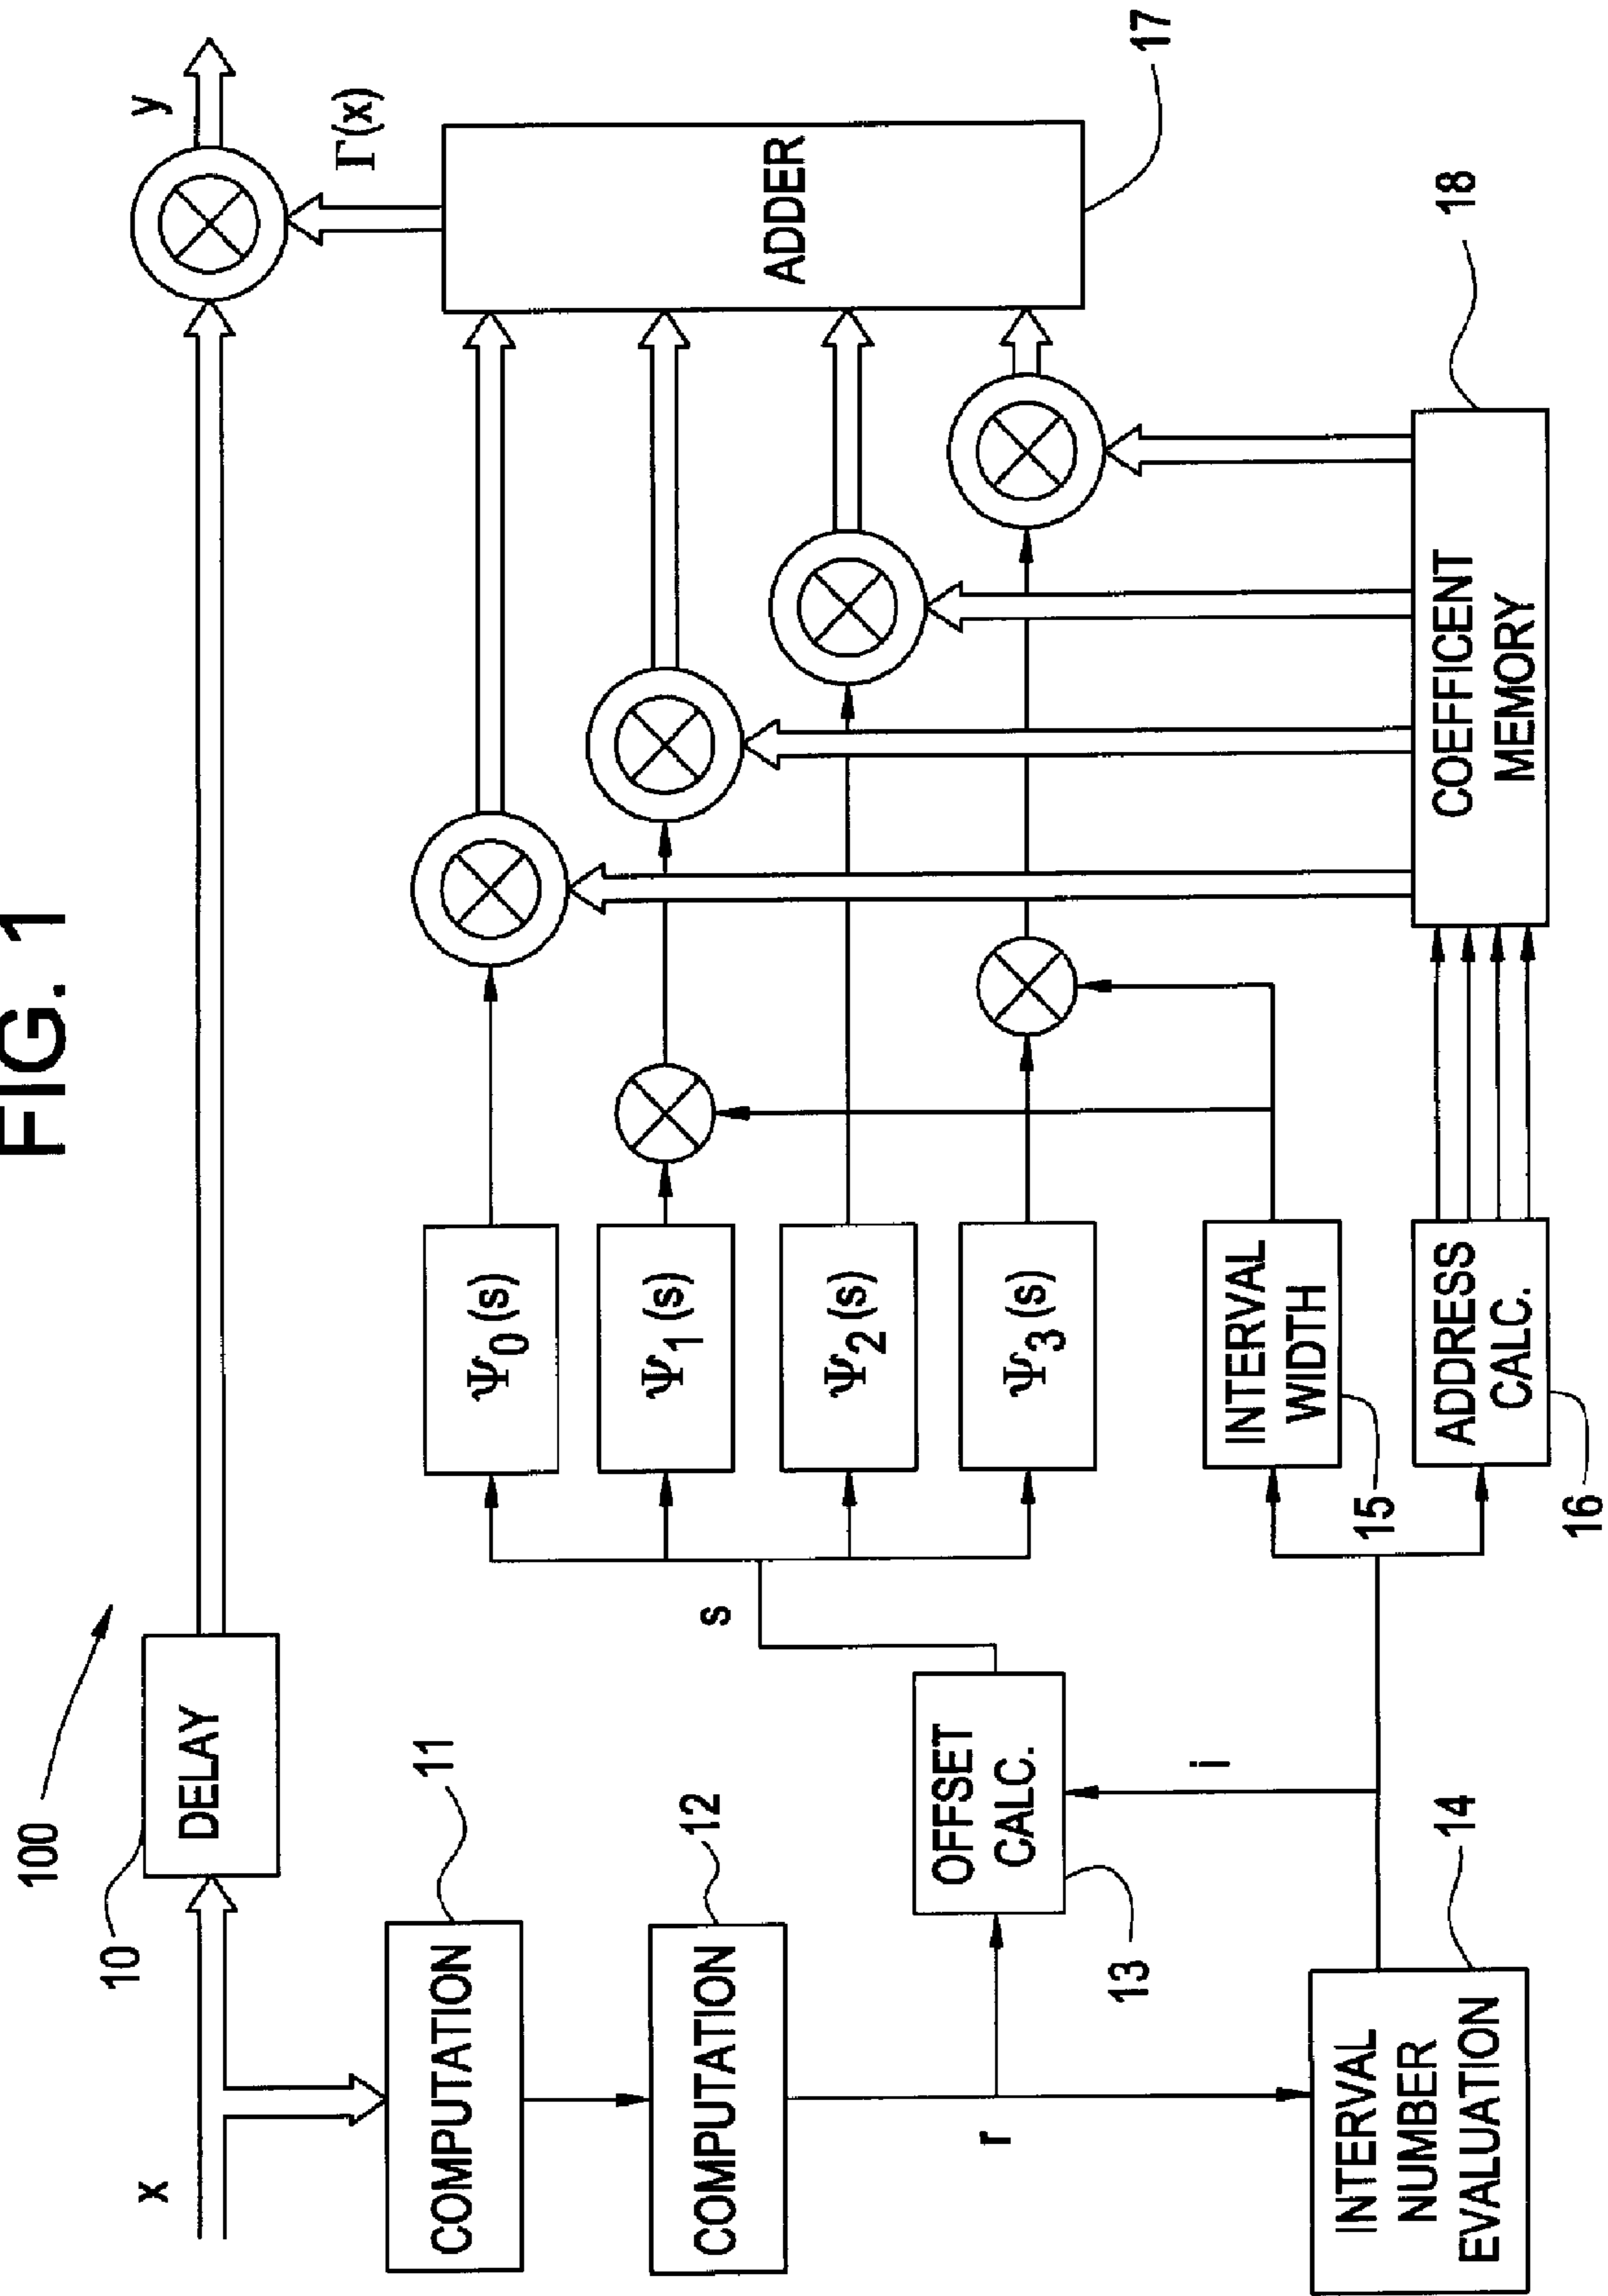 FIG. 1
100
x
10
DELAY
y
Γ(x)
11
COMPUTATION
12
COMPUTATION
r
s
OFFSET
CALC.
13
i
INTERVAL
NUMBER
EVALUATION
14
Ψ0 (s)
Ψ1 (s)
Ψ2 (s)
Ψ3 (s)
INTERVAL
WIDTH
15
ADDRESS
CALC.
16
ADDER
17
COEFFICENT
MEMORY
18